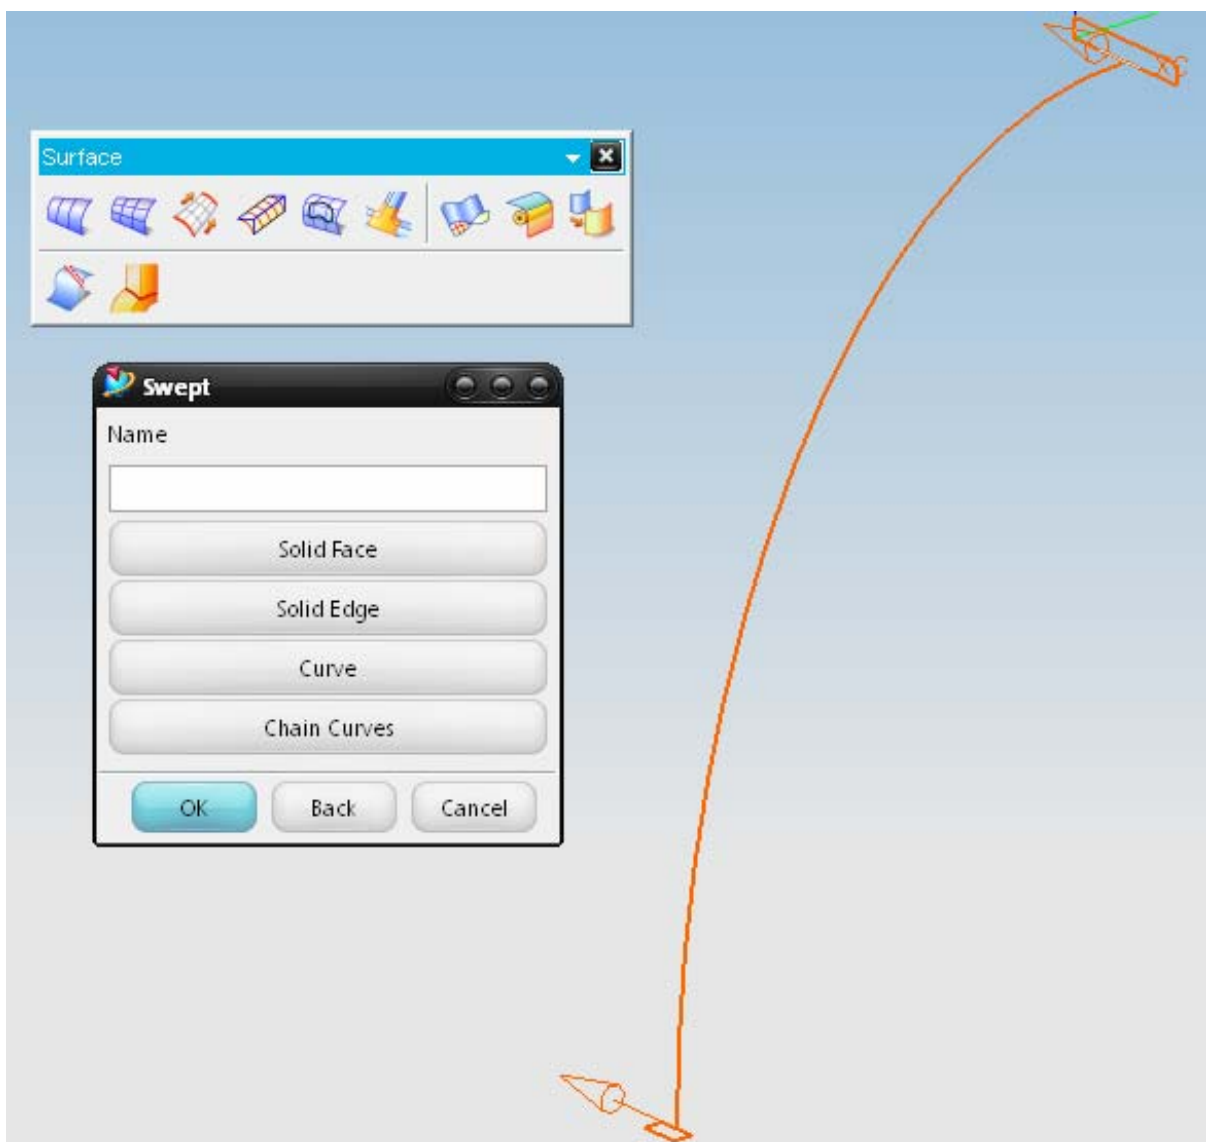 Surface
Swept
Name
Solid Face
Solid Edge
Curve
Chain Curves
OK
Back
Cancel